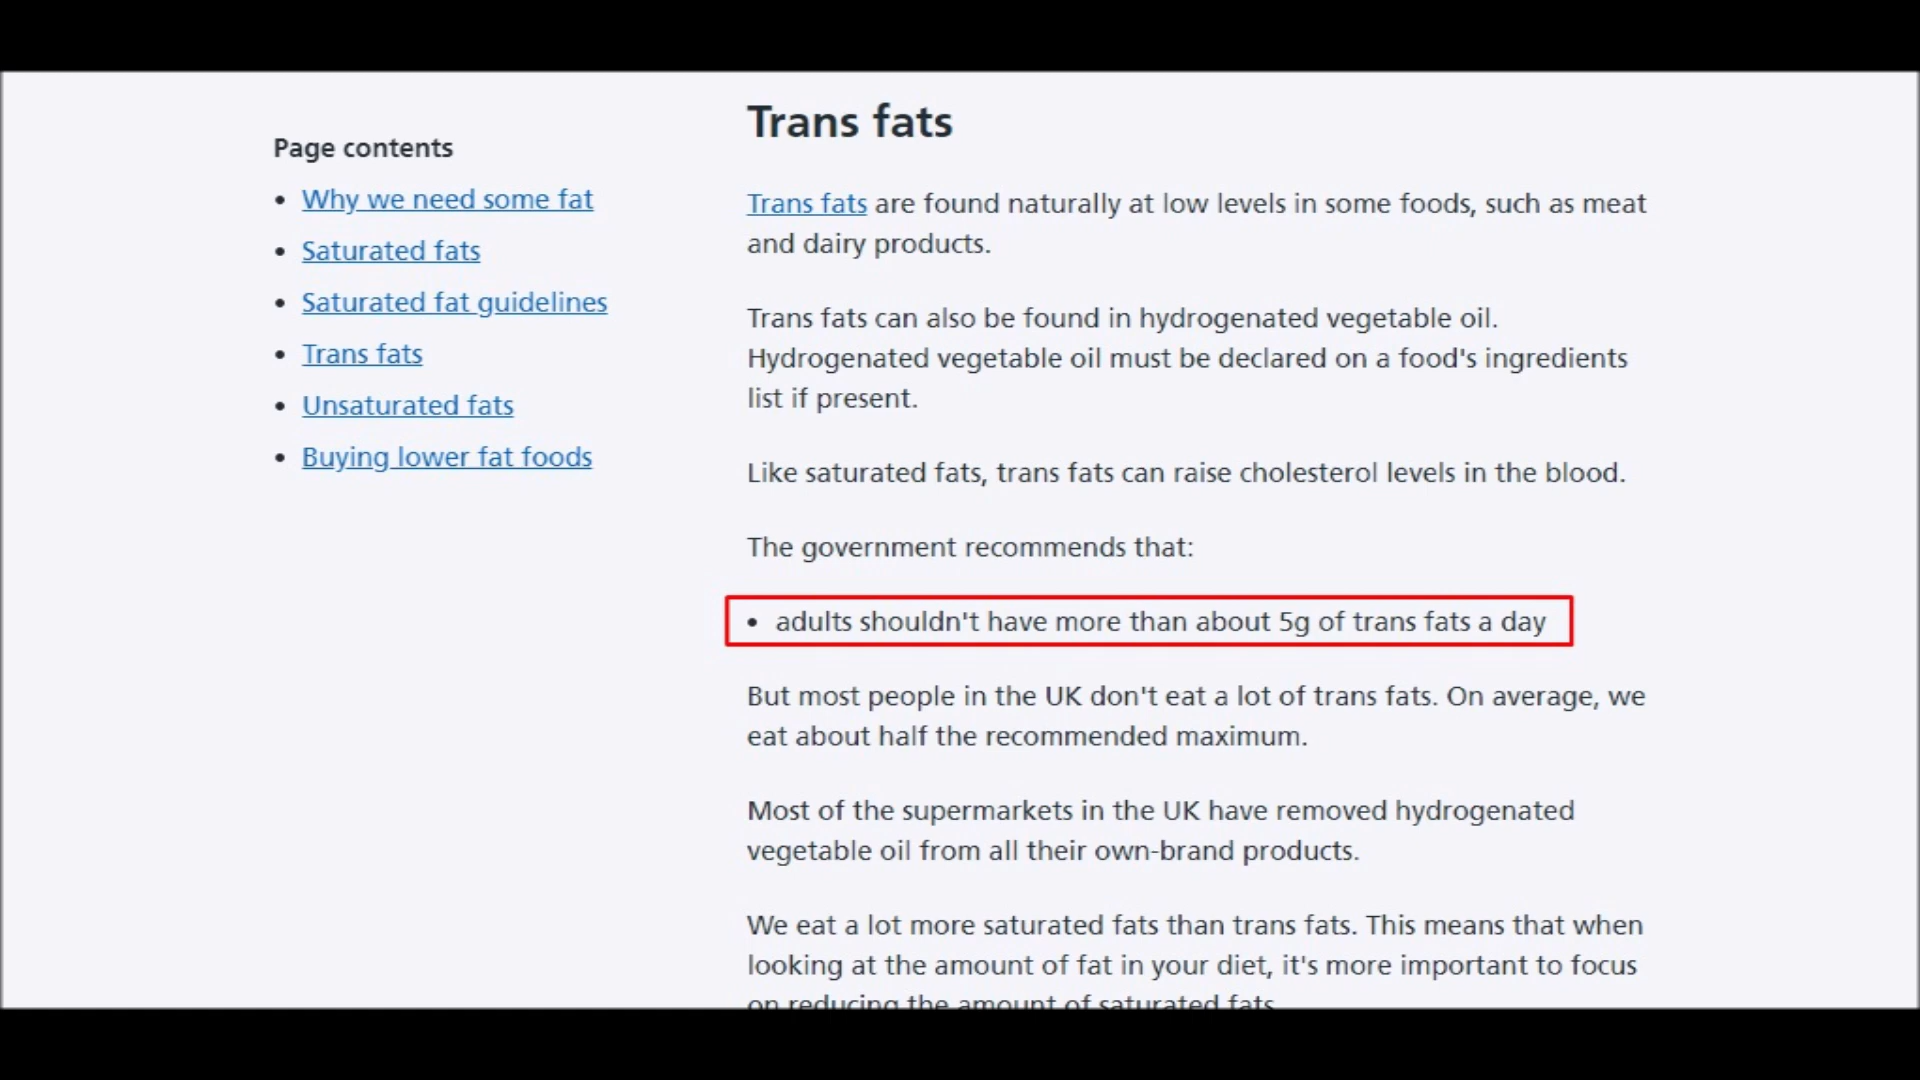 Page contents
• Why we need some fat
• Saturated fats
• Saturated fat guidelines
• Trans fats
• Unsaturated fats
• Buying lower fat foods
Trans fats
Trans fats are found naturally at low levels in some foods, such as meat
and dairy products.
Trans fats can also be found in hydrogenated vegetable oil.
Hydrogenated vegetable oil must be declared on a food's ingredients
list if present.
Like saturated fats, trans fats can raise cholesterol levels in the blood.
The government recommends that:
• adults shouldn't have more than about 5g of trans fats a day
But most people in the UK don't eat a lot of trans fats. On average, we
eat about half the recommended maximum.
Most of the supermarkets in the UK have removed hydrogenated
vegetable oil from all their own-brand products.
We eat a lot more saturated fats than trans fats. This means that when
looking at the amount of fat in your diet, it's more important to focus
on reducing the amount of saturated fats.